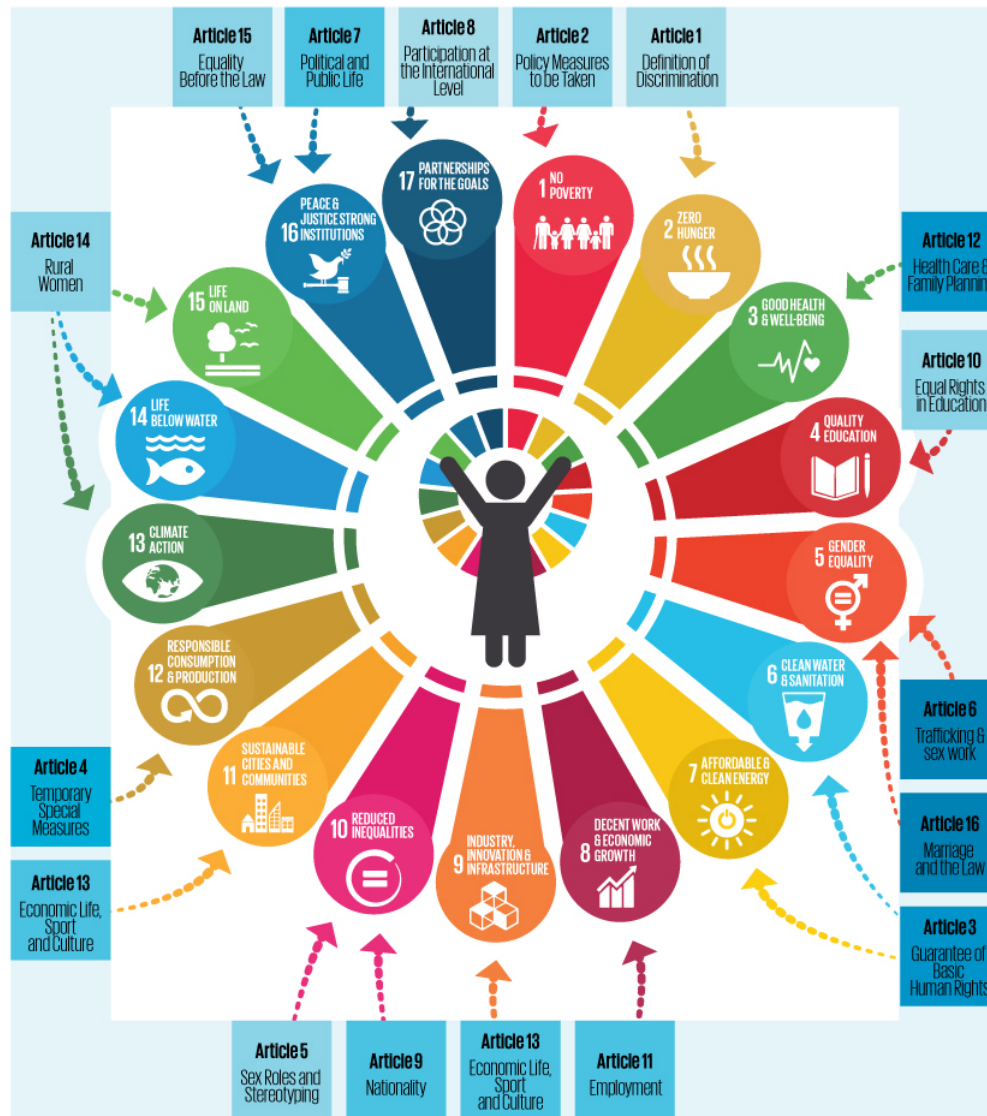 Article 15
Equality
Before the Law
Article 7
Political and
Public Life
Article 8
Participation at
the International
Level
Article 2
Policy Measures
to be Taken
Article 1
Definition of
Discrimination
17 PARTNERSHIPS
FOR THE GOALS
1 NO
POVERTY
PEACE &
JUSTICE STRONG
16 INSTITUTIONS
2 ZERO
HUNGER
Article 14
Rural
Women
Article 12
Health Care &
Family Planning
15 LIFE
ON LAND
3 GOOD HEALTH
& WELL-BEING
Article 10
Equal Rights
in Education
14 LIFE
BELOW WATER
4 QUALITY
EDUCATION
13 CLIMATE
ACTION
5 GENDER
EQUALITY
RESPONSIBLE
CONSUMPTION
12 & PRODUCTION
6 CLEAN WATER
& SANITATION
Article 6
Trafficking &
sex work
SUSTAINABLE
CITIES AND
11 COMMUNITIES
7 AFFORDABLE &
CLEAN ENERGY
Article 4
Temporary
Special
Measures
Article 16
Marriage
and the Law
10 REDUCED
INEQUALITIES
INDUSTRY,
INNOVATION &
9 INFRASTRUCTURE
DECENT WORK
& ECONOMIC
8 GROWTH
Article 13
Economic Life,
Sport
and Culture
Article 3
Guarantee of
Basic
Human Rights
Article 5
Sex Roles and
Stereotyping
Article 9
Nationality
Article 13
Economic Life,
Sport
and Culture
Article 11
Employment